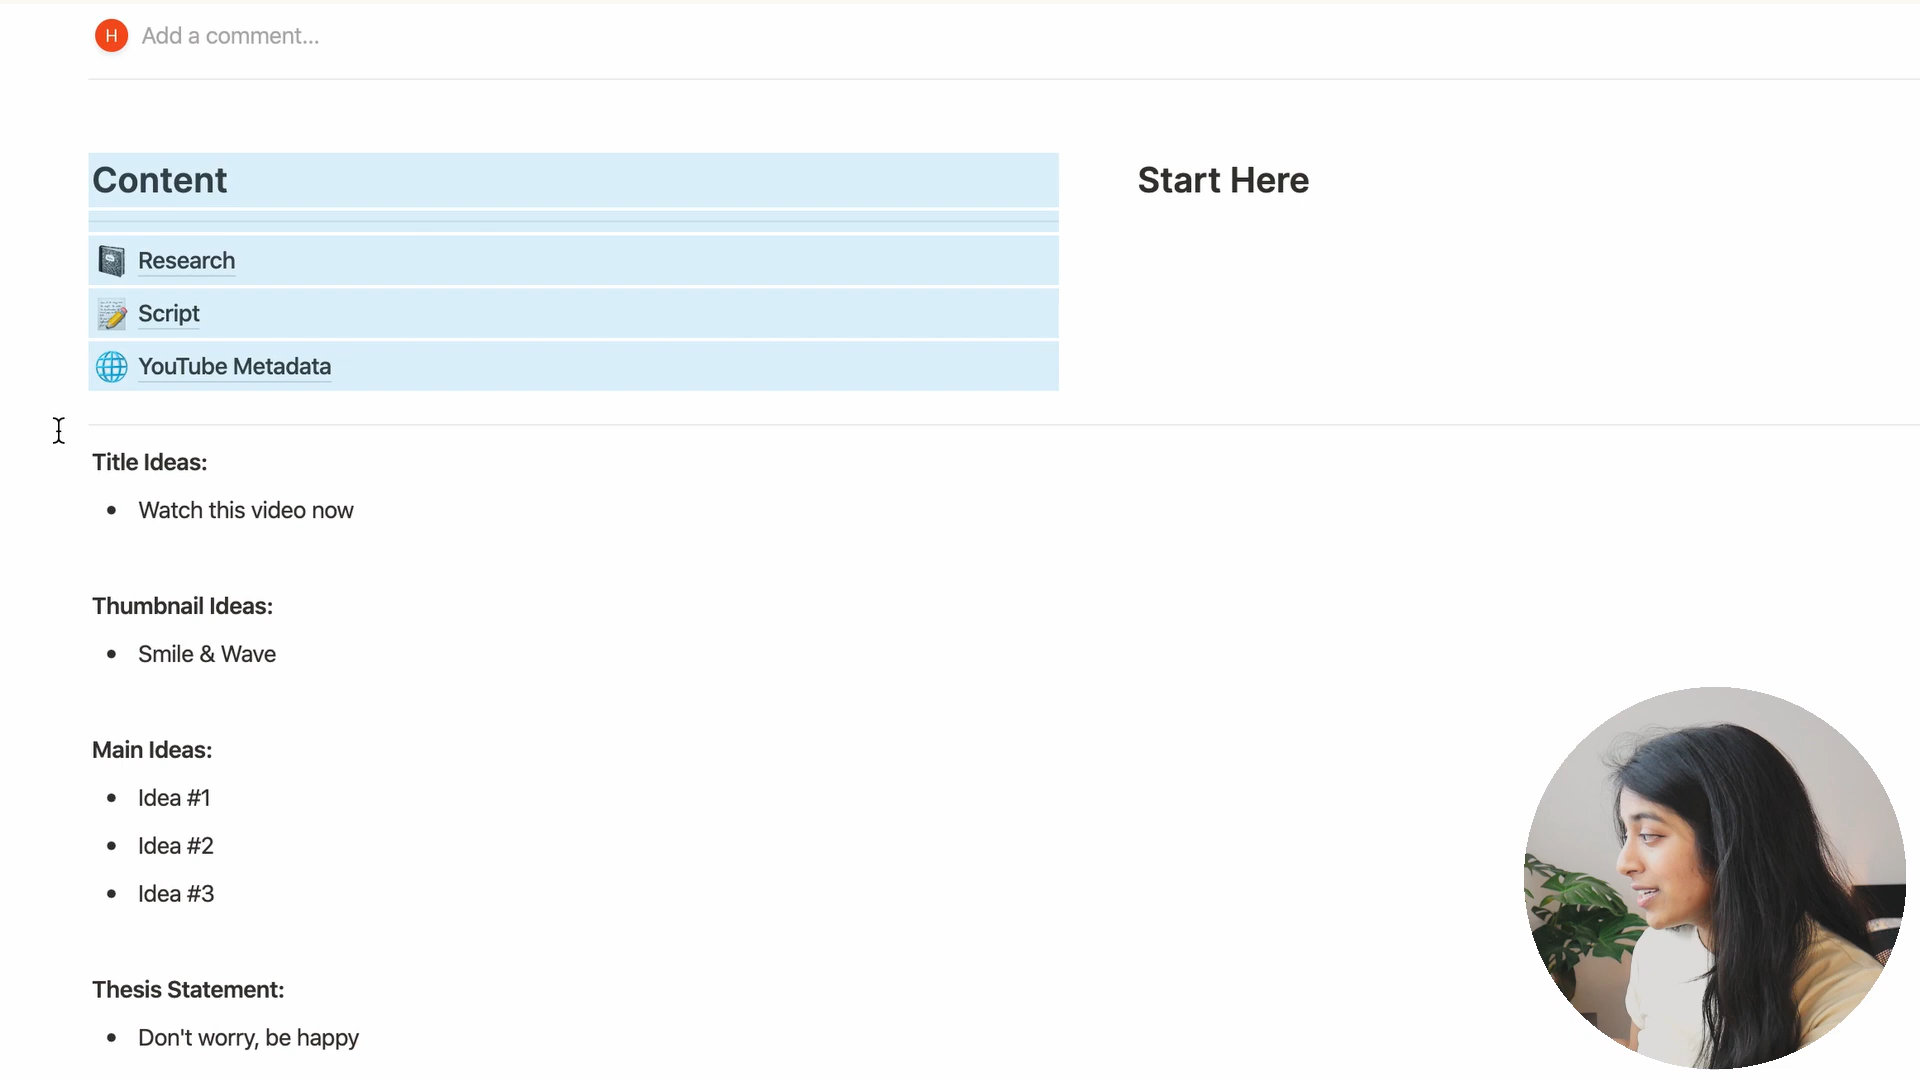 H
Add a comment...
Content
Start Here
Research
Script
YouTube Metadata
Title Ideas:
• Watch this video now
Thumbnail Ideas:
• Smile & Wave
Main Ideas:
• Idea #1
• Idea #2
• Idea #3
Thesis Statement:
• Don't worry, be happy